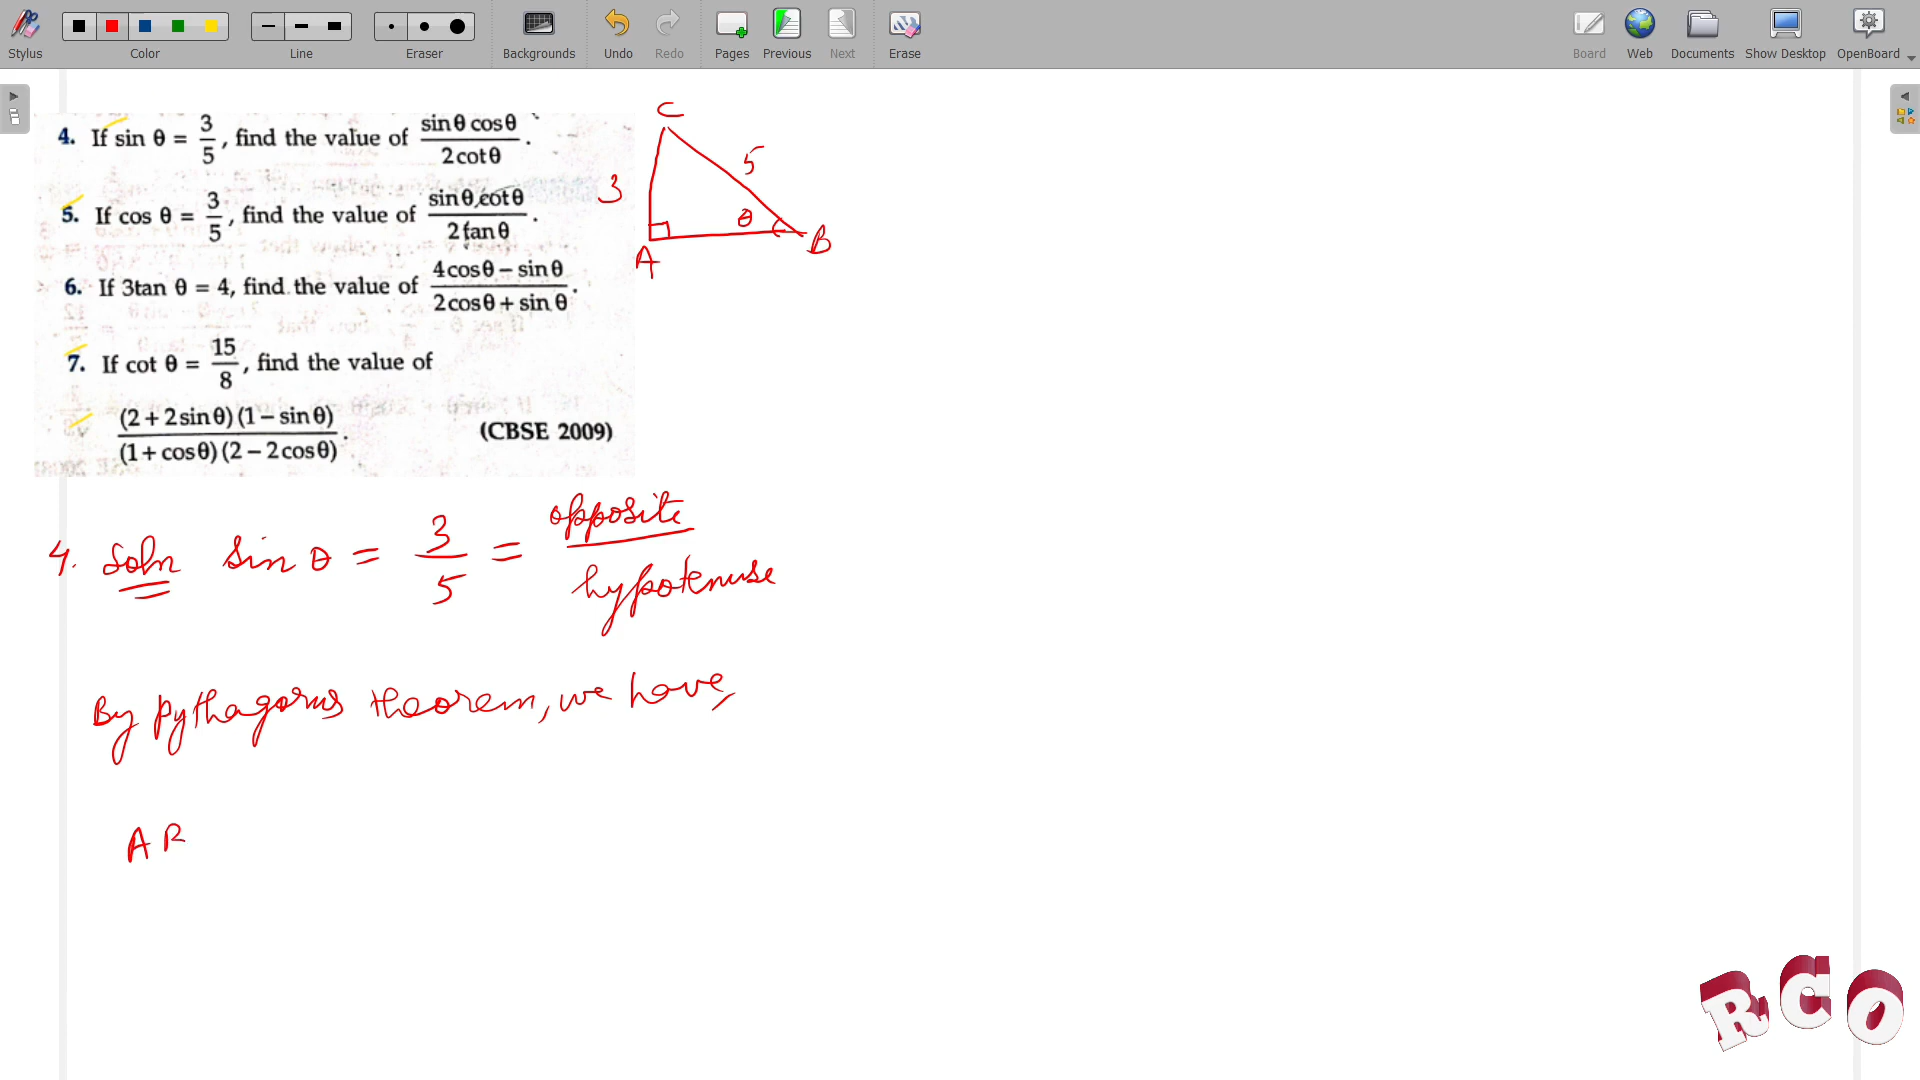 Stylus Color Line Eraser Backgrounds Undo Redo Pages Previous Next Erase Board Web Documents Show Desktop OpenBoard
4. If sin θ = 3/5, find the value of sinθ cosθ / 2cotθ.
5. If cos θ = 3/5, find the value of sinθ.cotθ / 2tanθ.
6. If 3tan θ = 4, find the value of 4cosθ − sinθ / 2cosθ + sinθ.
7. If cot θ = 15/8, find the value of
(2 + 2sinθ)(1 − sinθ) / (1 + cosθ)(2 − 2cosθ).
(CBSE 2009)
C
5
3
θ
A
B
4. Soln sin θ = 3/5 = opposite / hypotenuse
By pythagorus theorem, we have,
A
RCO